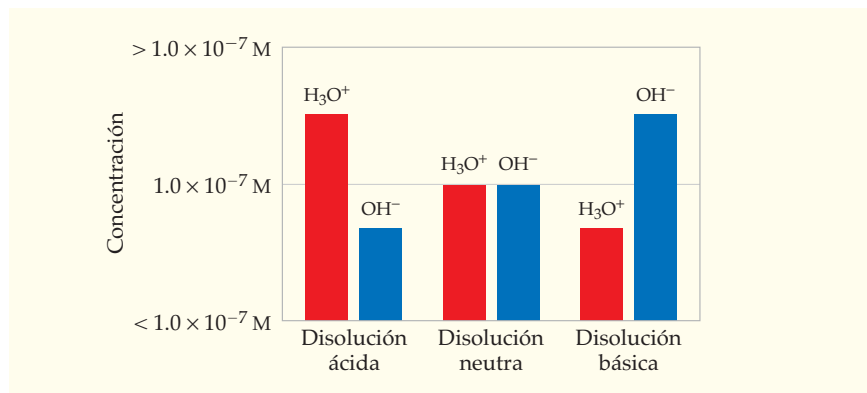 > 1.0 × 10⁻⁷ M
1.0 × 10⁻⁷ M
< 1.0 × 10⁻⁷ M
Concentración
H₃O⁺
OH⁻
H₃O⁺ OH⁻
H₃O⁺
OH⁻
Disolución
ácida
Disolución
neutra
Disolución
básica